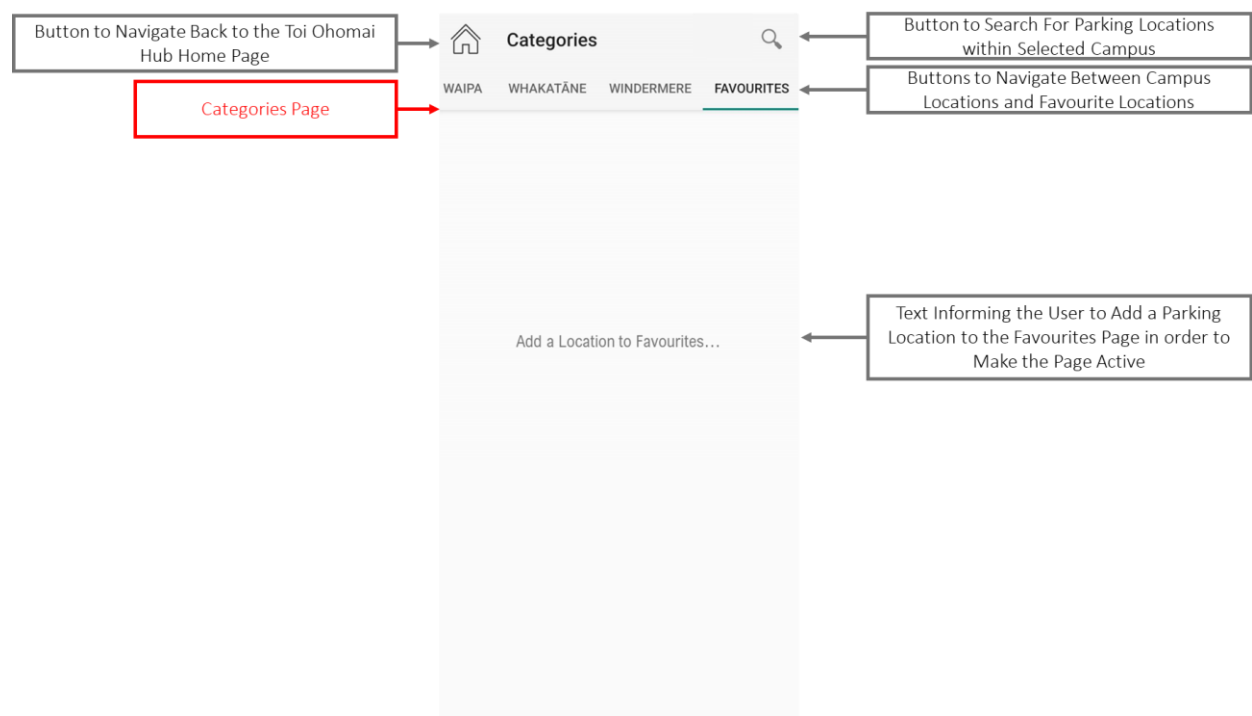 Button to Navigate Back to the Toi Ohomai
Hub Home Page
Categories
Button to Search For Parking Locations
within Selected Campus
Categories Page
WAIPA WHAKATĀNE WINDERMERE FAVOURITES
Buttons to Navigate Between Campus
Locations and Favourite Locations
Add a Location to Favourites...
Text Informing the User to Add a Parking
Location to the Favourites Page in order to
Make the Page Active